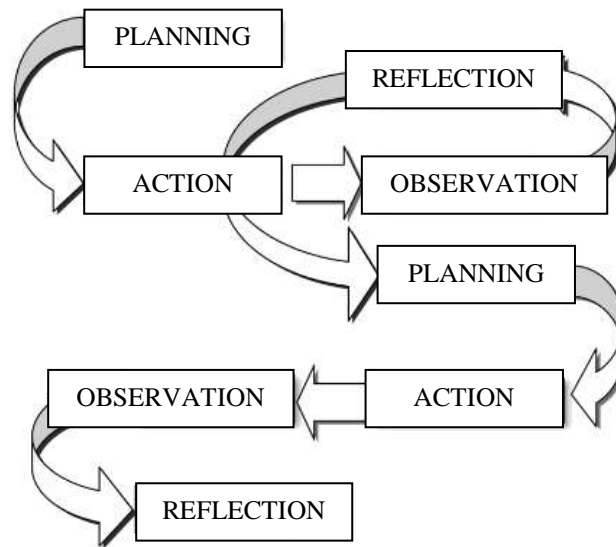 PLANNING
REFLECTION
ACTION
OBSERVATION
PLANNING
OBSERVATION
ACTION
REFLECTION